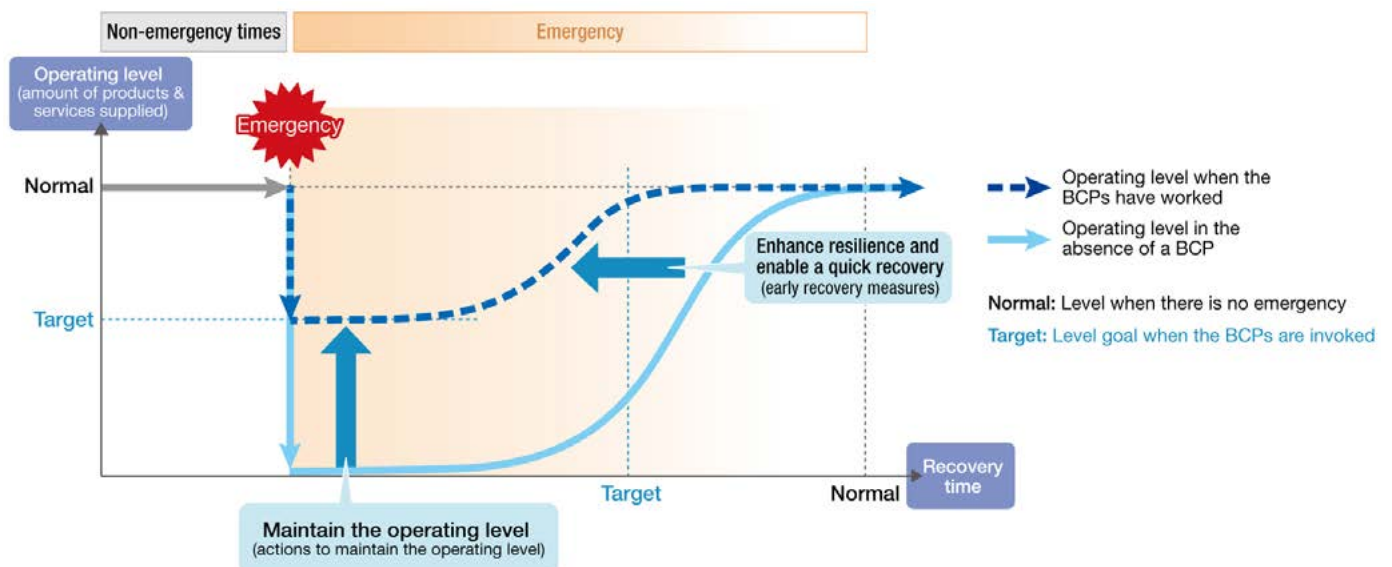 Non-emergency times
Emergency
Operating level
(amount of products &
services supplied)
Emergency
Normal
Operating level when the
BCPs have worked
Operating level in the
absence of a BCP
Enhance resilience and
enable a quick recovery
(early recovery measures)
Normal: Level when there is no emergency
Target
Target: Level goal when the BCPs are invoked
Recovery
time
Target
Normal
Maintain the operating level
(actions to maintain the operating level)